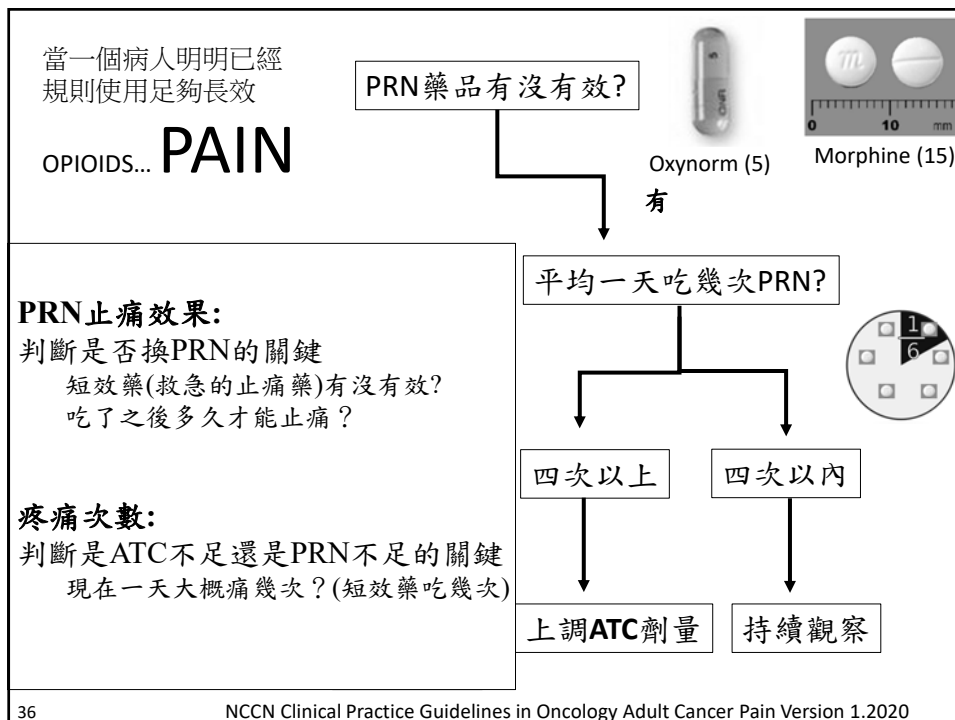 當一個病人明明已經
規則使用足夠長效
OPIOIDS... PAIN
PRN藥品有沒有效?
Oxynorm (5)
m
0 10 mm
Morphine (15)
有
平均一天吃幾次PRN?
1
6
四次以上
四次以內
上調ATC劑量
持續觀察
PRN止痛效果:
判斷是否換PRN的關鍵
短效藥(救急的止痛藥)有沒有效?
吃了之後多久才能止痛？
疼痛次數:
判斷是ATC不足還是PRN不足的關鍵
現在一天大概痛幾次？(短效藥吃幾次)
36
NCCN Clinical Practice Guidelines in Oncology Adult Cancer Pain Version 1.2020